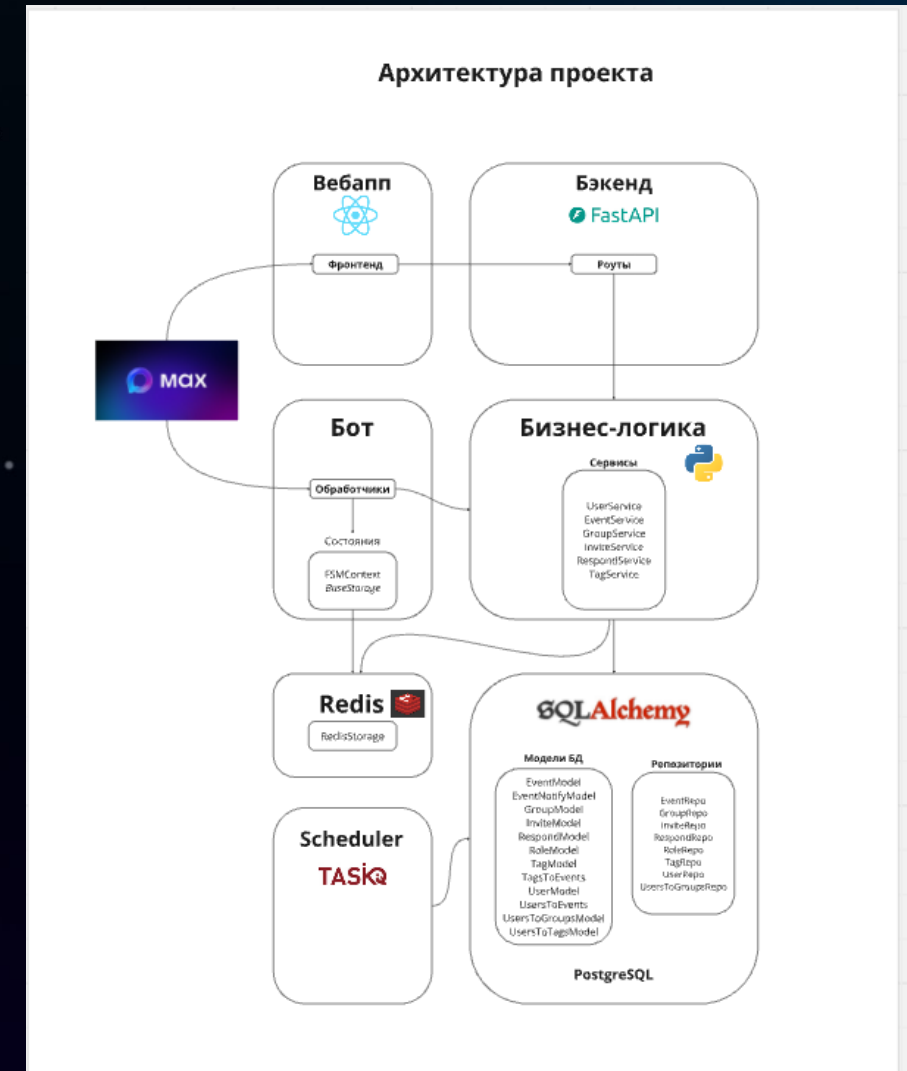 Архитектура проекта
Вебапп
Фронтенд
Бэкенд
FastAPI
Роуты
мах
Бот
Обработчики
Состояния
FSMContext
BaseStorage
Бизнес-логика
Сервисы
UserService
EventService
GroupService
InviteService
RespondService
TagService
Redis
RedisStorage
Scheduler
TASKIQ
SQLAlchemy
Модели БД
EventModel
EventNotifyModel
GroupModel
InviteModel
RespondModel
RoleModel
TagModel
TagsToEvents
UserModel
UsersToEvents
UsersToGroupsModel
UsersToTagsModel
Репозитории
EventRepo
GroupRepo
InviteRepo
RespondRepo
RoleRepo
TagRepo
UserRepo
UsersToGroupsRepo
PostgreSQL